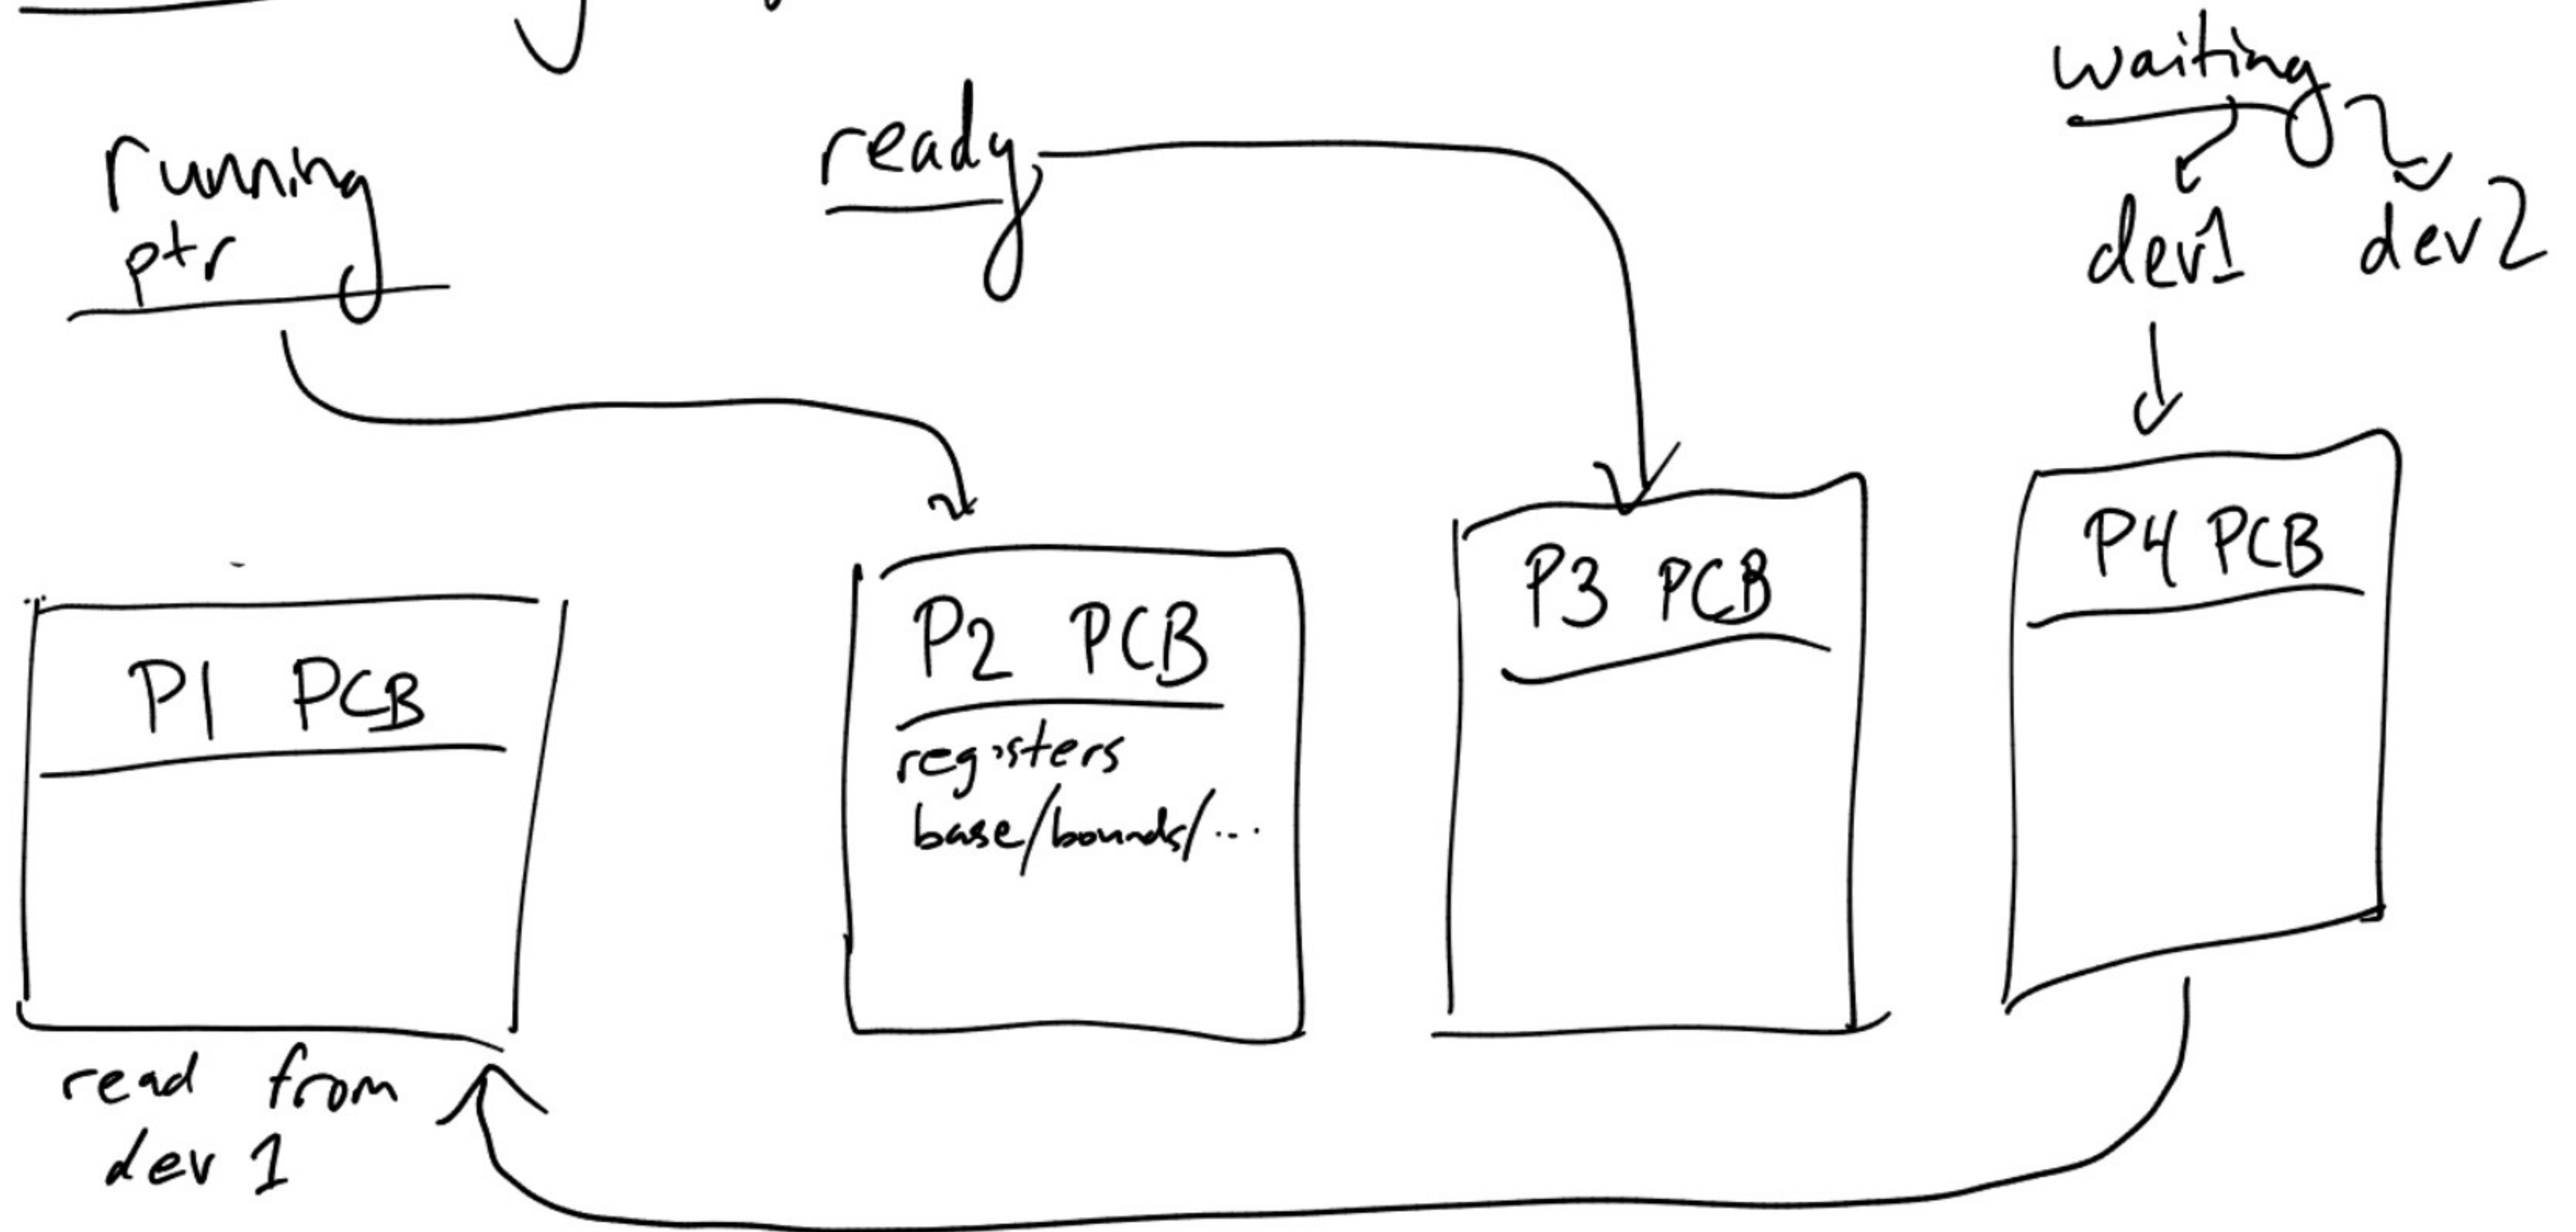 running
ptr
ready
waiting
dev1
dev2
P1 PCB
read from
dev 1
P2 PCB
registers
base/bounds/...
P3 PCB
P4 PCB